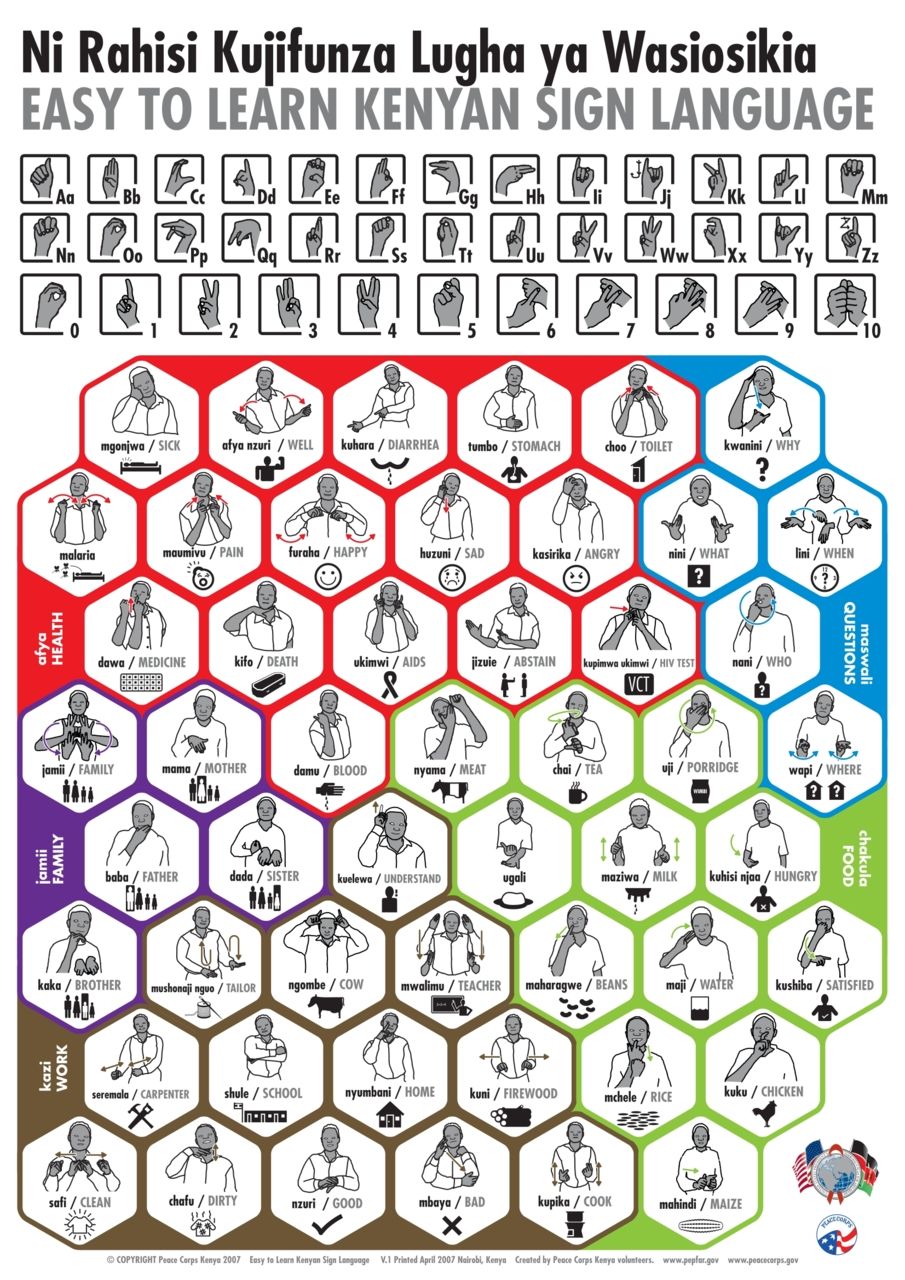 Ni Rahisi Kujifunza Lugha ya Wasiosikia
EASY TO LEARN KENYAN SIGN LANGUAGE
Aa Bb Cc Dd Ee Ff Gg Hh Ii Jj Kk Ll Mm
Nn Oo Pp Qq Rr Ss Tt Uu Vv Ww Xx Yy Zz
0 1 2 3 4 5 6 7 8 9 10
mgonjwa / SICK
afya nzuri / WELL
kuhara / DIARRHEA
tumbo / STOMACH
choo / TOILET
kwanini / WHY
?
malaria
maumivu / PAIN
furaha / HAPPY
huzuni / SAD
kasirika / ANGRY
nini / WHAT
?
lini / WHEN
?
afya
HEALTH
dawa / MEDICINE
kifo / DEATH
ukimwi / AIDS
jizuie / ABSTAIN
kupimwa ukimwi / HIV TEST
VCT
nani / WHO
?
maswali
QUESTIONS
jamii / FAMILY
mama / MOTHER
damu / BLOOD
nyama / MEAT
chai / TEA
uji / PORRIDGE
WIMBI
wapi / WHERE
? ?
jamii
FAMILY
baba / FATHER
dada / SISTER
kuelewa / UNDERSTAND
ugali
maziwa / MILK
kuhisi njaa / HUNGRY
chakula
FOOD
kaka / BROTHER
mushonaji nguo / TAILOR
ngombe / COW
mwalimu / TEACHER
maharagwe / BEANS
maji / WATER
kushiba / SATISFIED
kazi
WORK
seremala / CARPENTER
shule / SCHOOL
nyumbani / HOME
kuni / FIREWOOD
mchele / RICE
kuku / CHICKEN
safi / CLEAN
chafu / DIRTY
nzuri / GOOD
mbaya / BAD
kupika / COOK
mahindi / MAIZE
PEACE CORPS
© COPYRIGHT Peace Corps Kenya 2007 Easy to Learn Kenyan Sign Language V.1 Printed April 2007 Nairobi, Kenya Created by Peace Corps Kenya volunteers. www.pepfar.gov www.peacecorps.gov